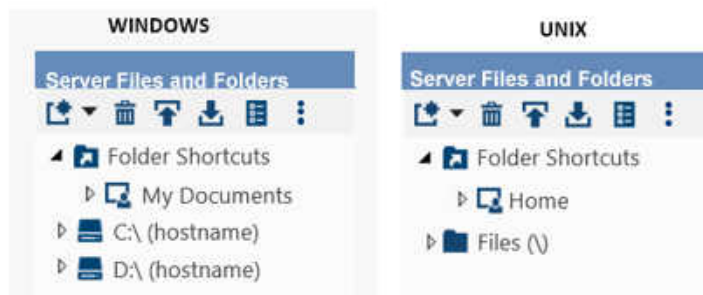 WINDOWS
Server Files and Folders
Folder Shortcuts
My Documents
C:\ (hostname)
D:\ (hostname)
UNIX
Server Files and Folders
Folder Shortcuts
Home
Files (\)